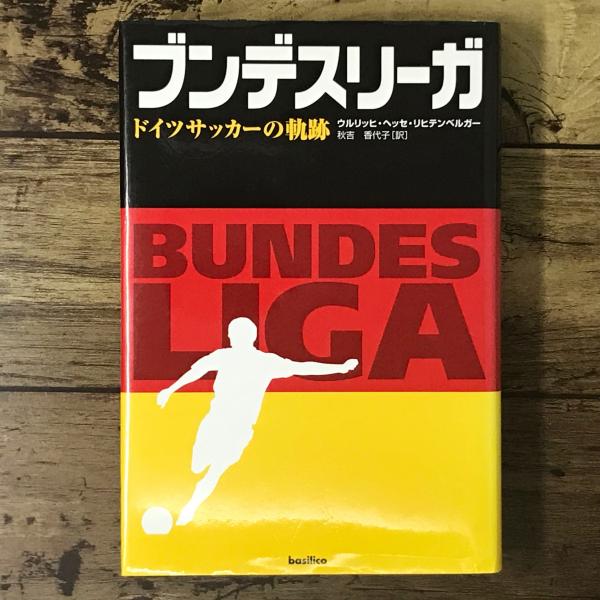 ブンデスリーガ
ドイツサッカーの軌跡
ウルリッヒ・ヘッセ・リヒテンベルガー
秋吉 香代子[訳]
BUNDES
LIGA
basilico